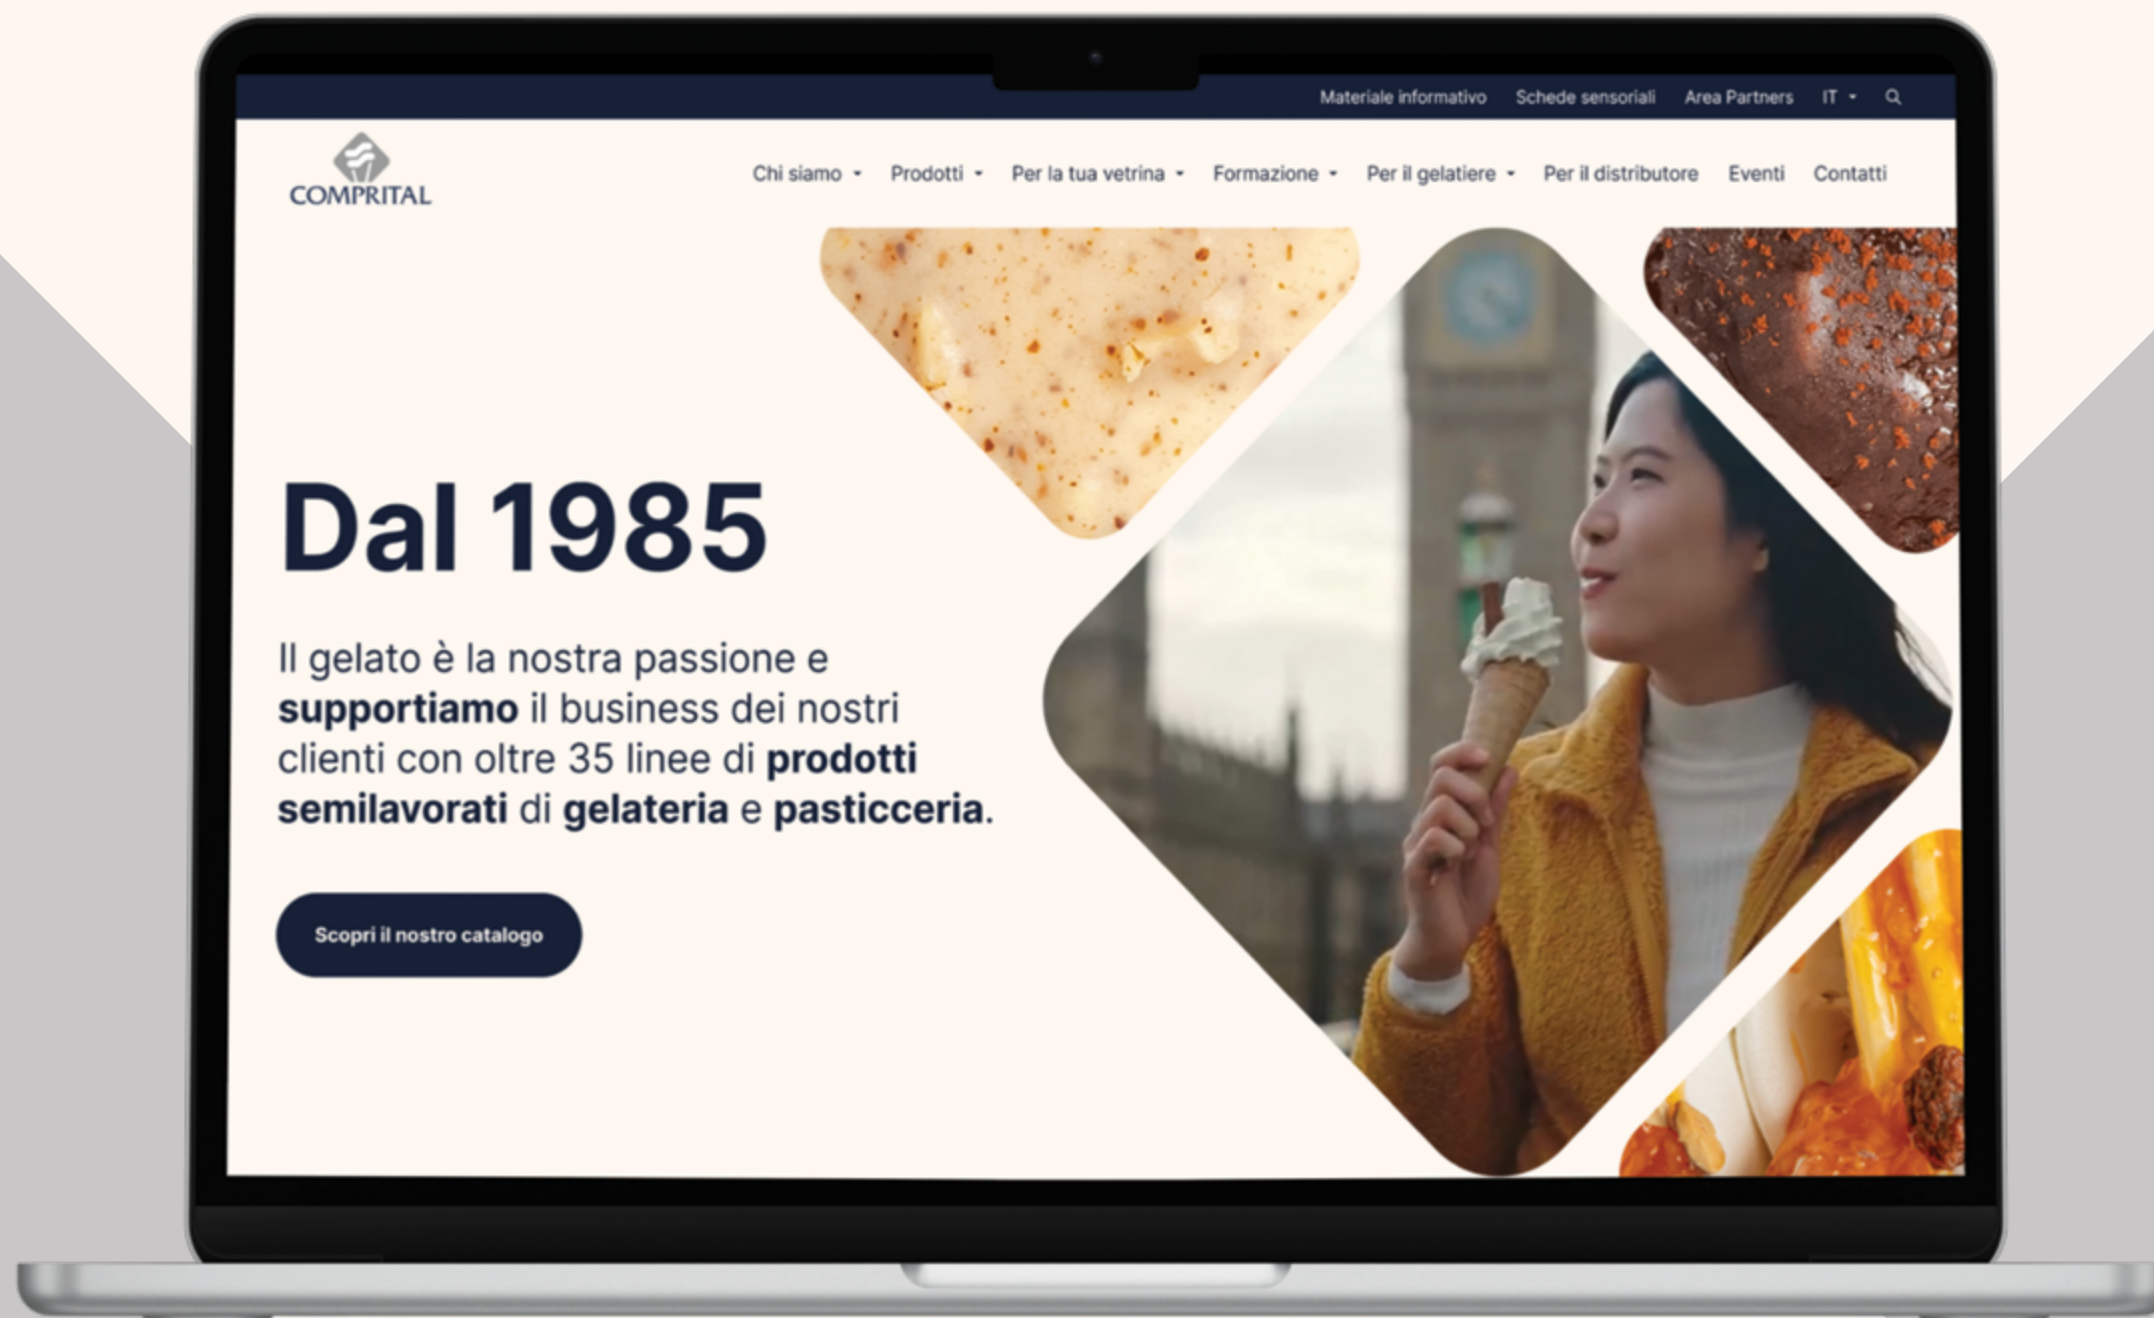 Materiale informativo Schede sensoriali Area Partners IT
COMPRITAL
Chi siamo Prodotti Per la tua vetrina Formazione Per il gelatiere Per il distributore Eventi Contatti
Dal 1985
Il gelato è la nostra passione e
supportiamo il business dei nostri
clienti con oltre 35 linee di prodotti
semilavorati di gelateria e pasticceria.
Scopri il nostro catalogo